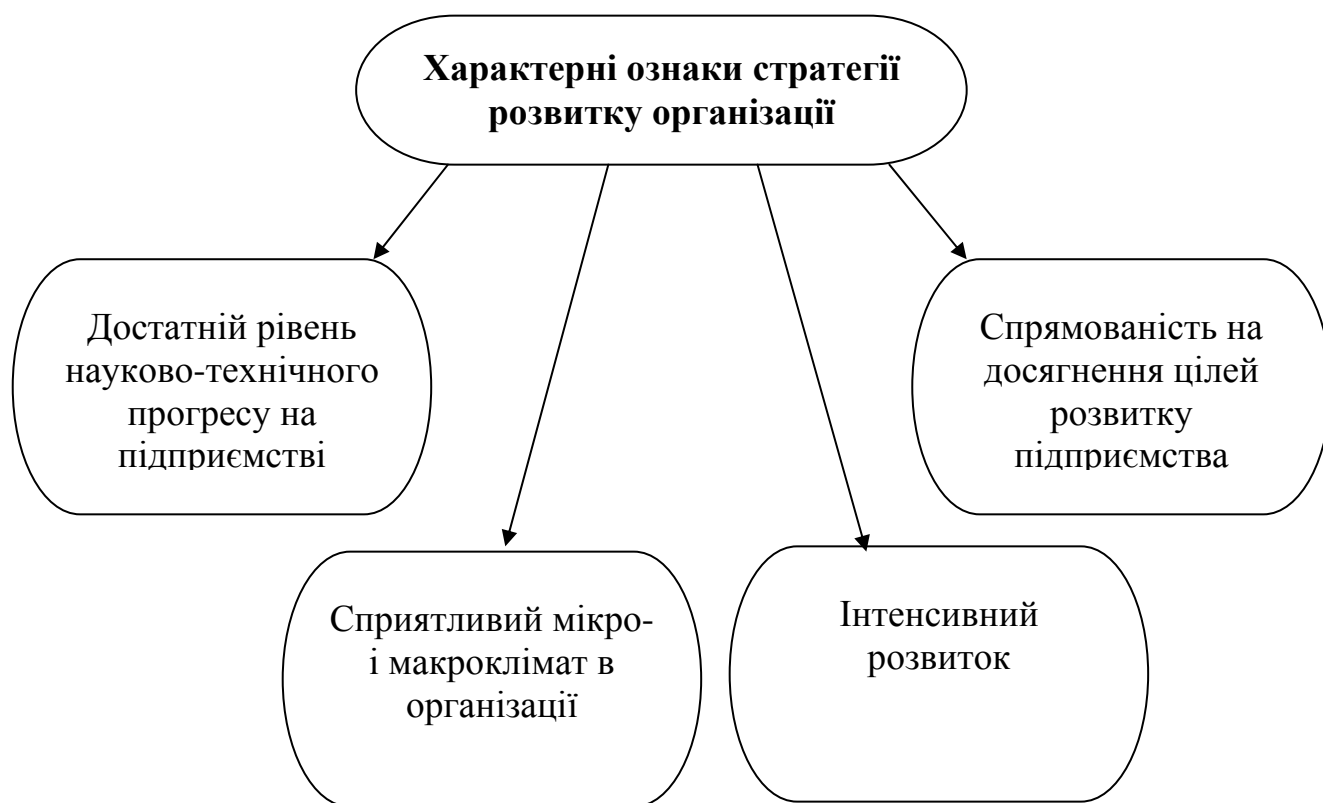 Характерні ознаки стратегії
розвитку організації
Достатній рівень
науково-технічного
прогресу на
підприємстві
Спрямованість на
досягнення цілей
розвитку
підприємства
Сприятливий мікро-
і макроклімат в
організації
Інтенсивний
розвиток